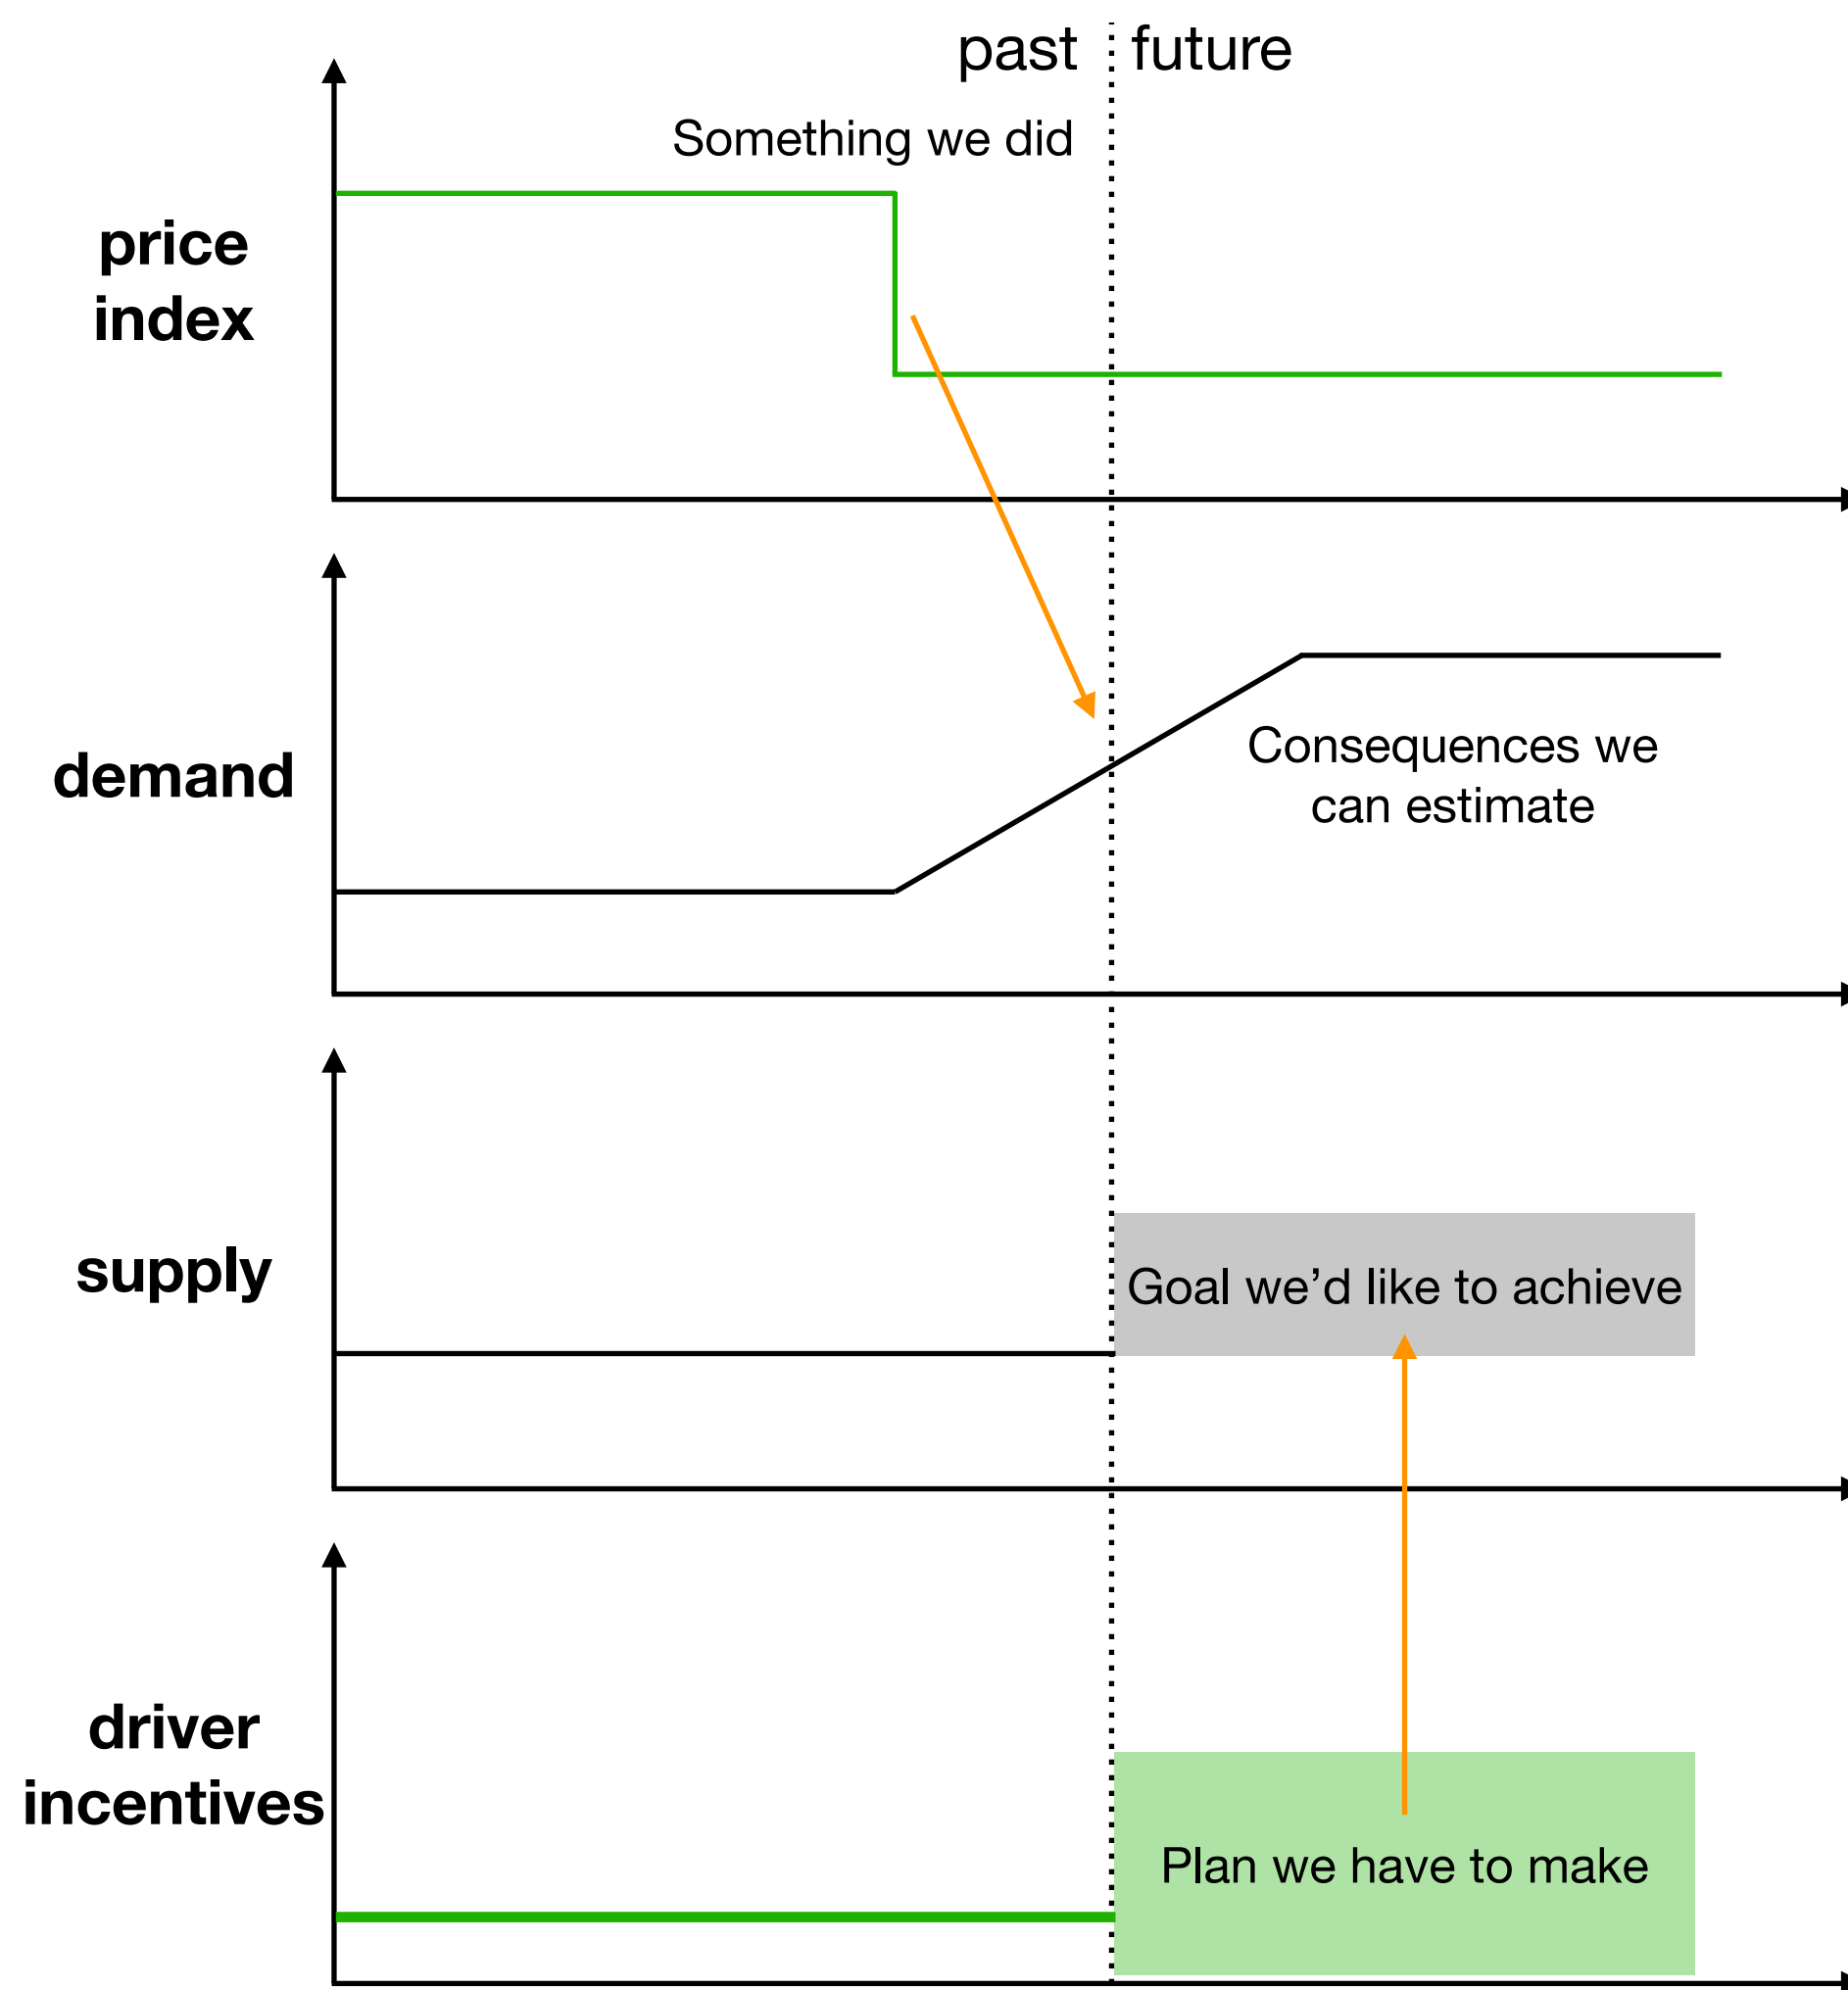 past
future
Something we did
price
index
demand
Consequences we
can estimate
supply
Goal we’d like to achieve
driver
incentives
Plan we have to make